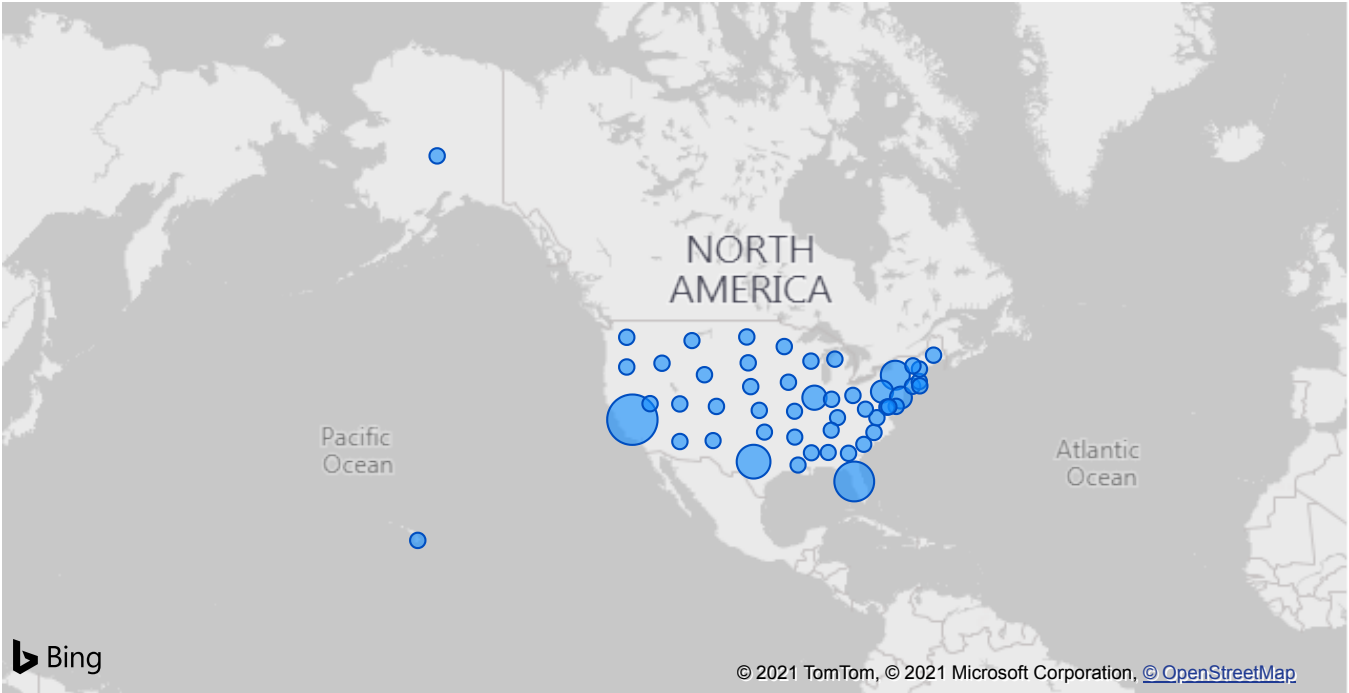 NORTH
AMERICA
Pacific
Ocean
Atlantic
Ocean
Bing
© 2021 TomTom, © 2021 Microsoft Corporation, © OpenStreetMap